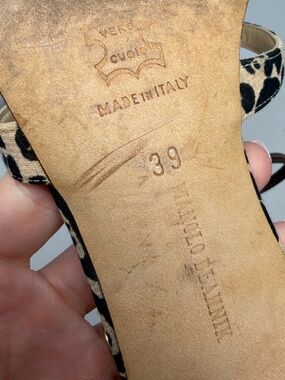 VERO
CUOIO
MADE IN ITALY
39
MANOLO BLAHNIK